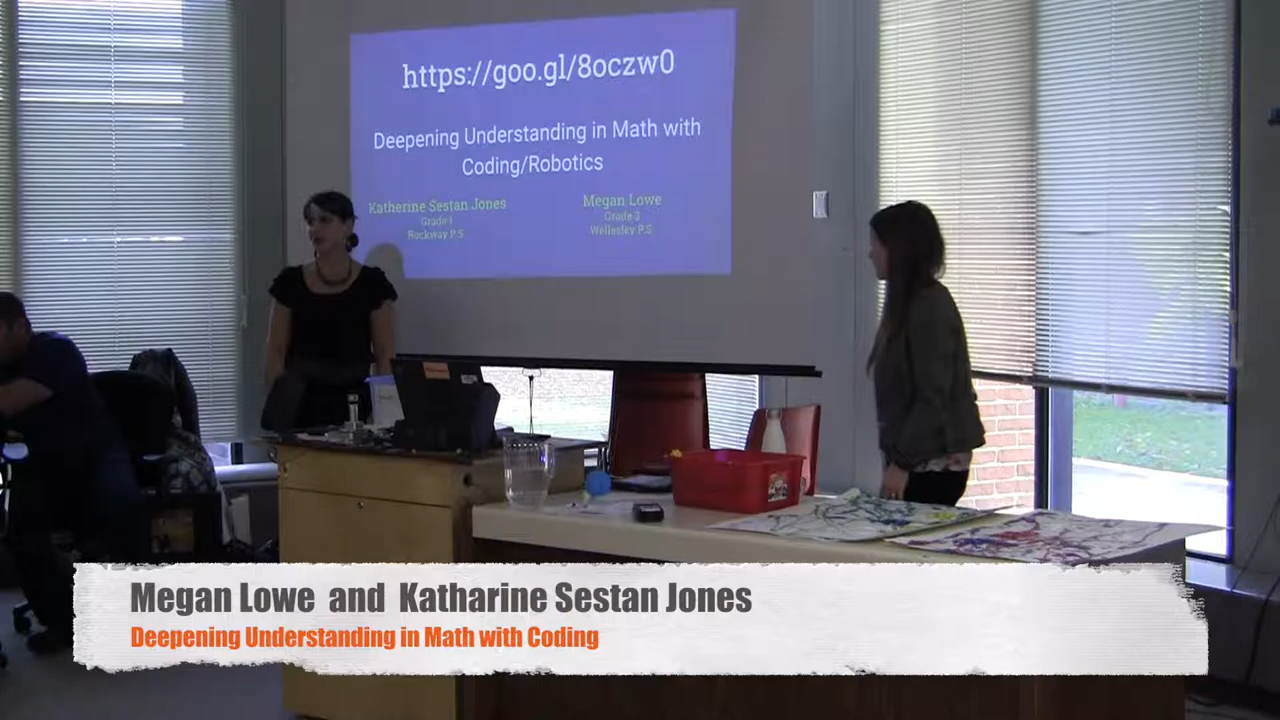 https://goo.gl/8oczw0
Deepening Understanding in Math with
Coding/Robotics
Katherine Sestan Jones
Grade 1
Rockway P.S.
Megan Lowe
Grade 3
Wellesley P.S.
Megan Lowe and Katharine Sestan Jones
Deepening Understanding in Math with Coding